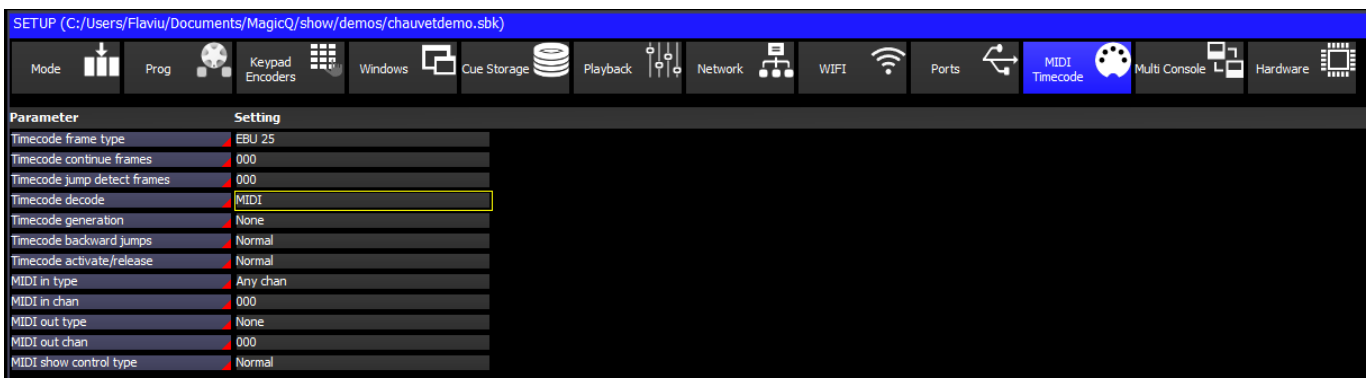 SETUP (C:/Users/Flaviu/Documents/MagicQ/show/demos/chauvetdemo.sbk)
Mode Prog Keypad Encoders Windows Cue Storage Playback Network WIFI Ports MIDI Timecode Multi Console Hardware
Parameter Setting
Timecode frame type EBU 25
Timecode continue frames 000
Timecode jump detect frames 000
Timecode decode MIDI
Timecode generation None
Timecode backward jumps Normal
Timecode activate/release Normal
MIDI in type Any chan
MIDI in chan 000
MIDI out type None
MIDI out chan 000
MIDI show control type Normal